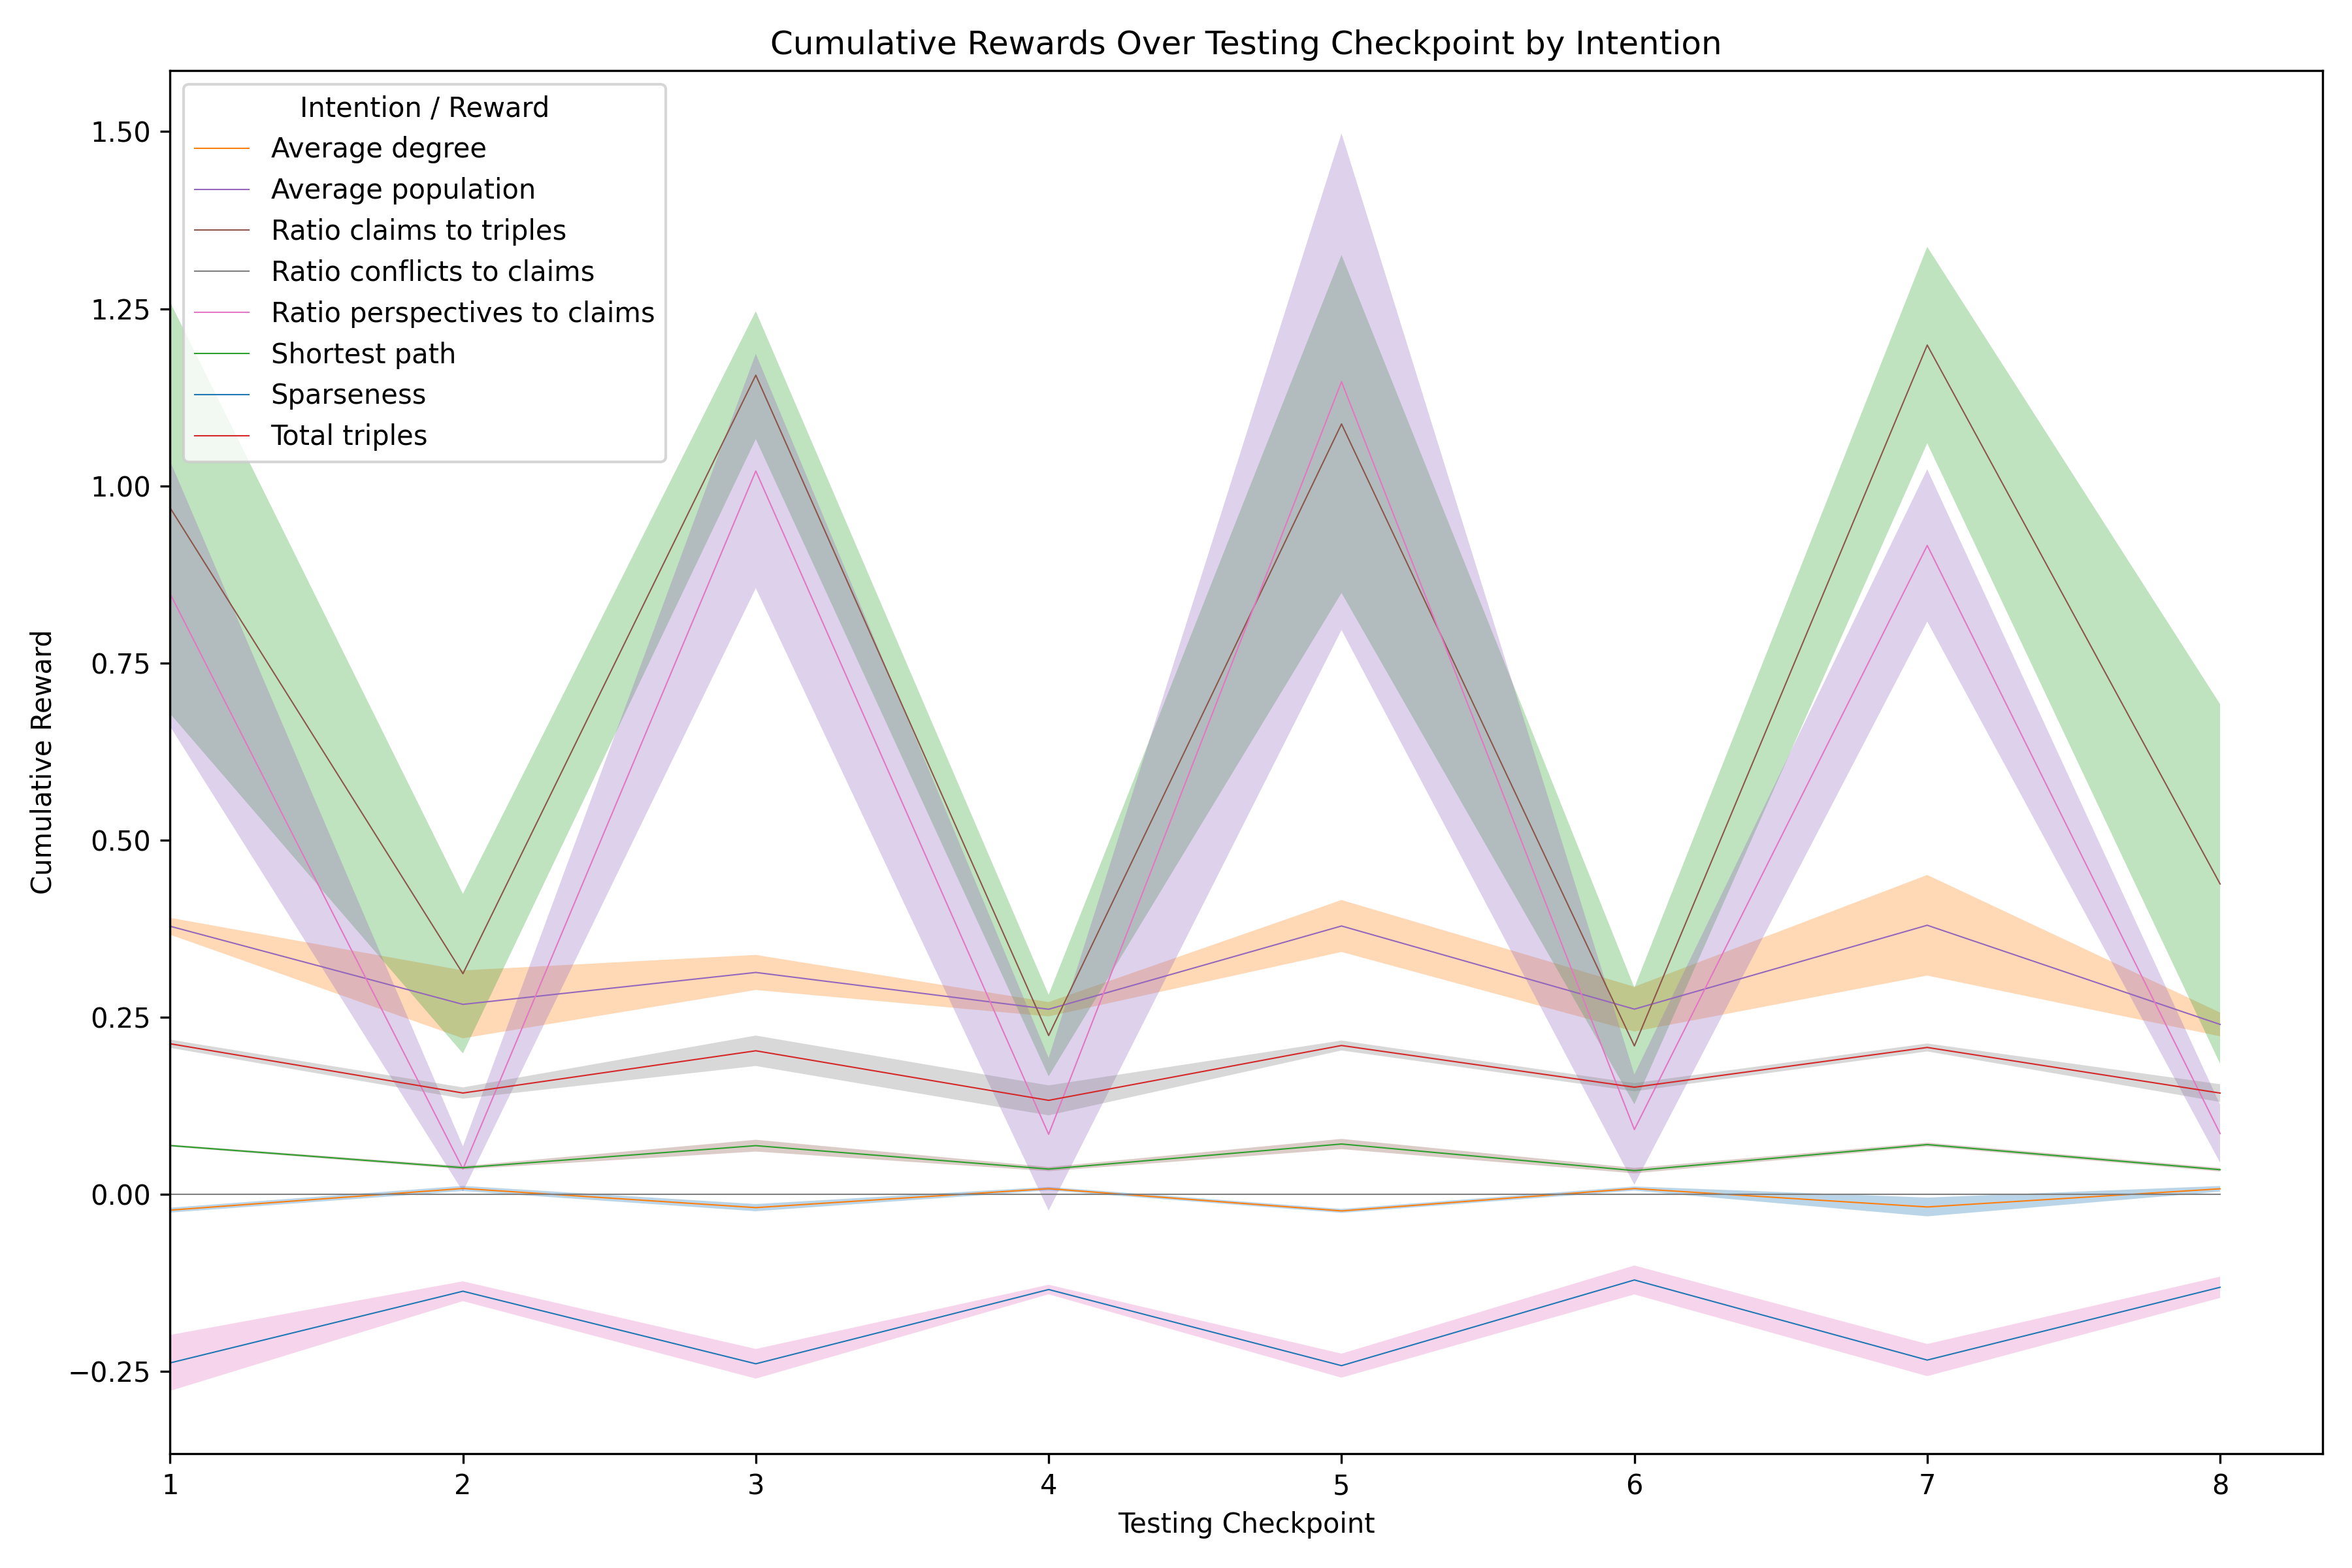 Cumulative Rewards Over Testing Checkpoint by Intention
Intention / Reward
Average degree
Average population
Ratio claims to triples
Ratio conflicts to claims
Ratio perspectives to claims
Shortest path
Sparseness
Total triples
1.50
1.25
1.00
0.75
0.50
0.25
0.00
−0.25
Cumulative Reward
1 2 3 4 5 6 7 8
Testing Checkpoint